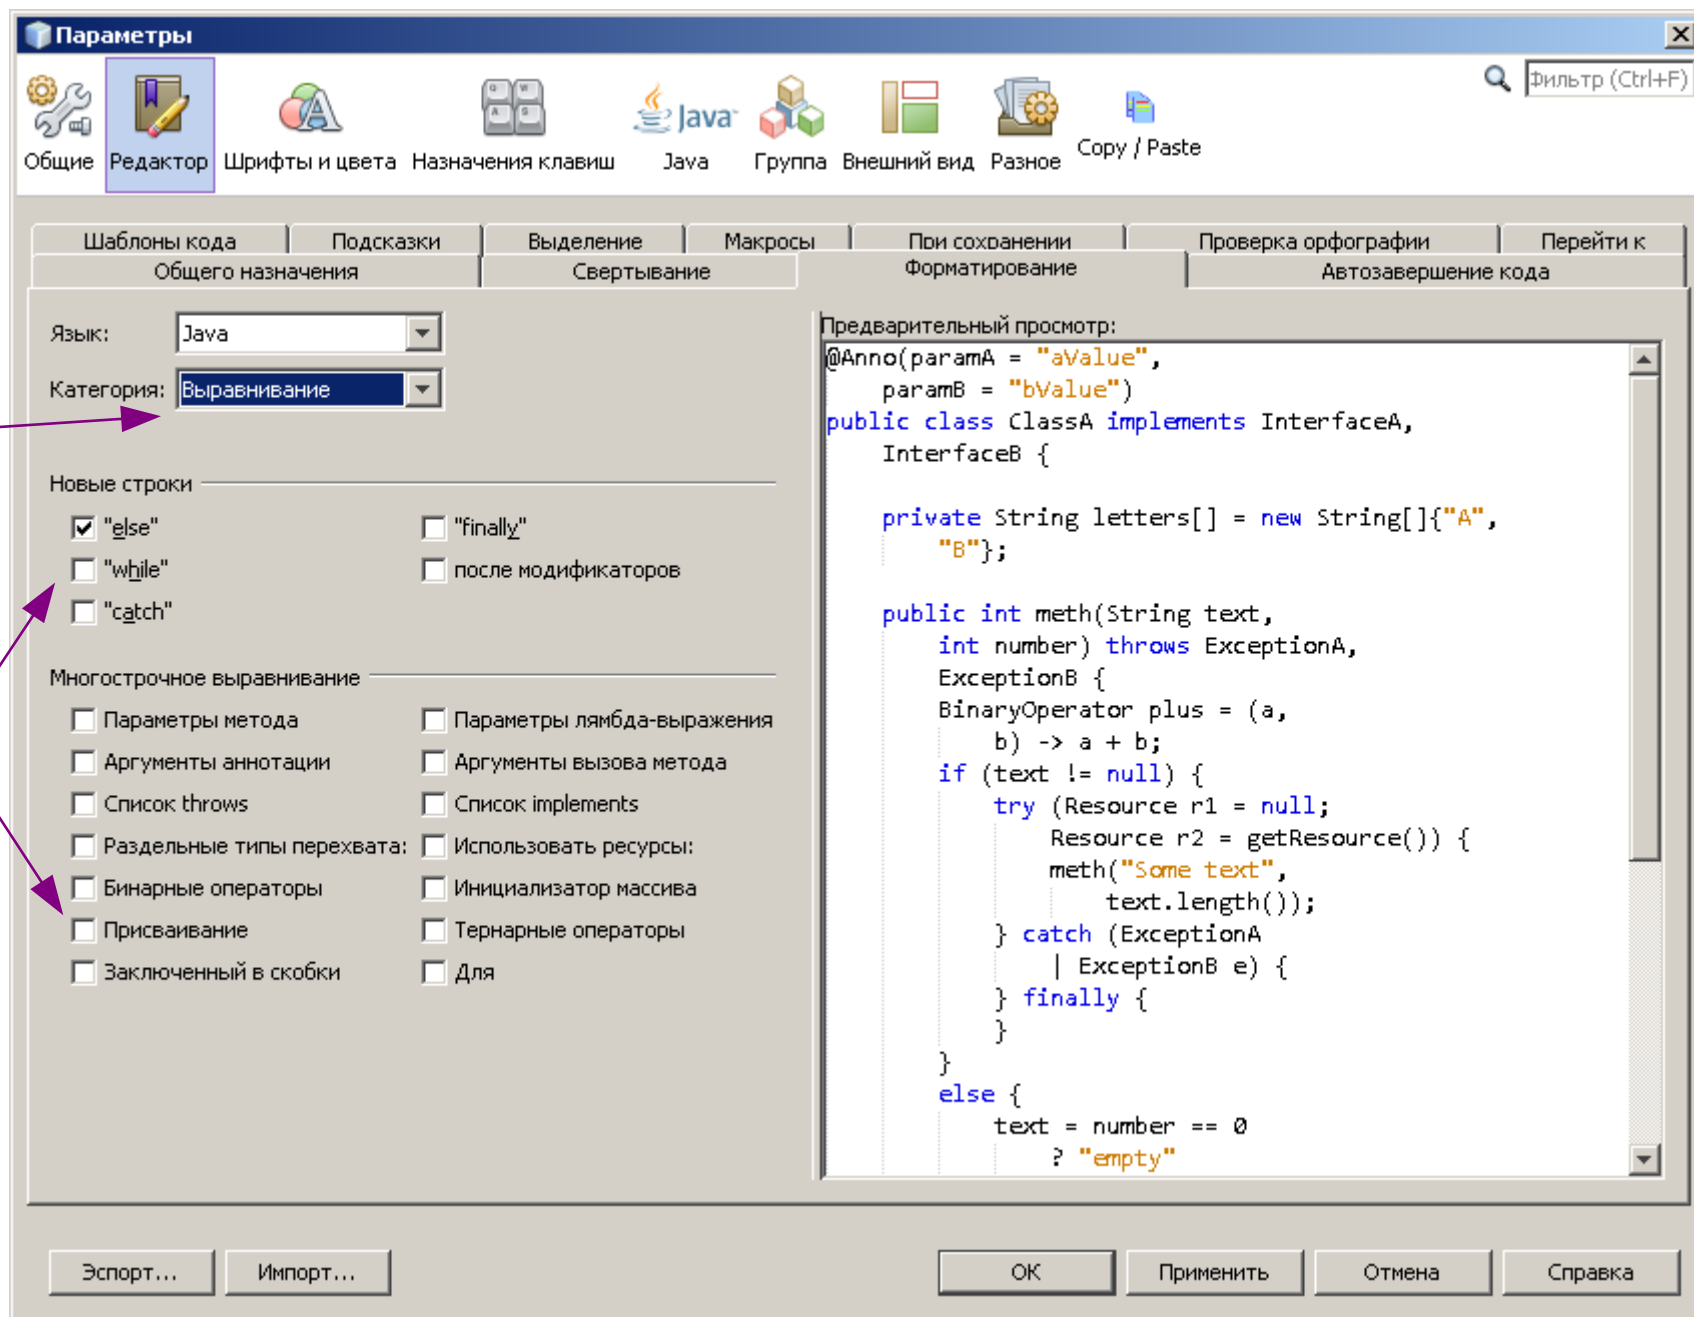 Параметры
Фильтр (Ctrl+F)
Общие Редактор Шрифты и цвета Назначения клавиш Java Группа Внешний вид Разное Copy / Paste
Java
Шаблоны кода Подсказки Выделение Макросы При сохранении Проверка орфографии Перейти к
Общего назначения Свертывание Форматирование Автозавершение кода
Язык: Java
Категория: Выравнивание
Новые строки
"else" "finally"
"while" после модификаторов
"catch"
Многострочное выравнивание
Параметры метода Параметры лямбда-выражения
Аргументы аннотации Аргументы вызова метода
Список throws Список implements
Раздельные типы перехвата: Использовать ресурсы:
Бинарные операторы Инициализатор массива
Присваивание Тернарные операторы
Заключенный в скобки Для
Предварительный просмотр:
@Anno(paramA = "aValue",
    paramB = "bValue")
public class ClassA implements InterfaceA,
    InterfaceB {
    private String letters[] = new String[]{"A",
        "B"};
    public int meth(String text,
        int number) throws ExceptionA,
        ExceptionB {
        BinaryOperator plus = (a,
            b) -> a + b;
        if (text != null) {
            try (Resource r1 = null;
                Resource r2 = getResource()) {
                meth("Some text",
                    text.length());
            } catch (ExceptionA
                | ExceptionB e) {
            } finally {
            }
        }
        else {
            text = number == 0
                ? "empty"
Эспорт... Импорт... OK Применить Отмена Справка